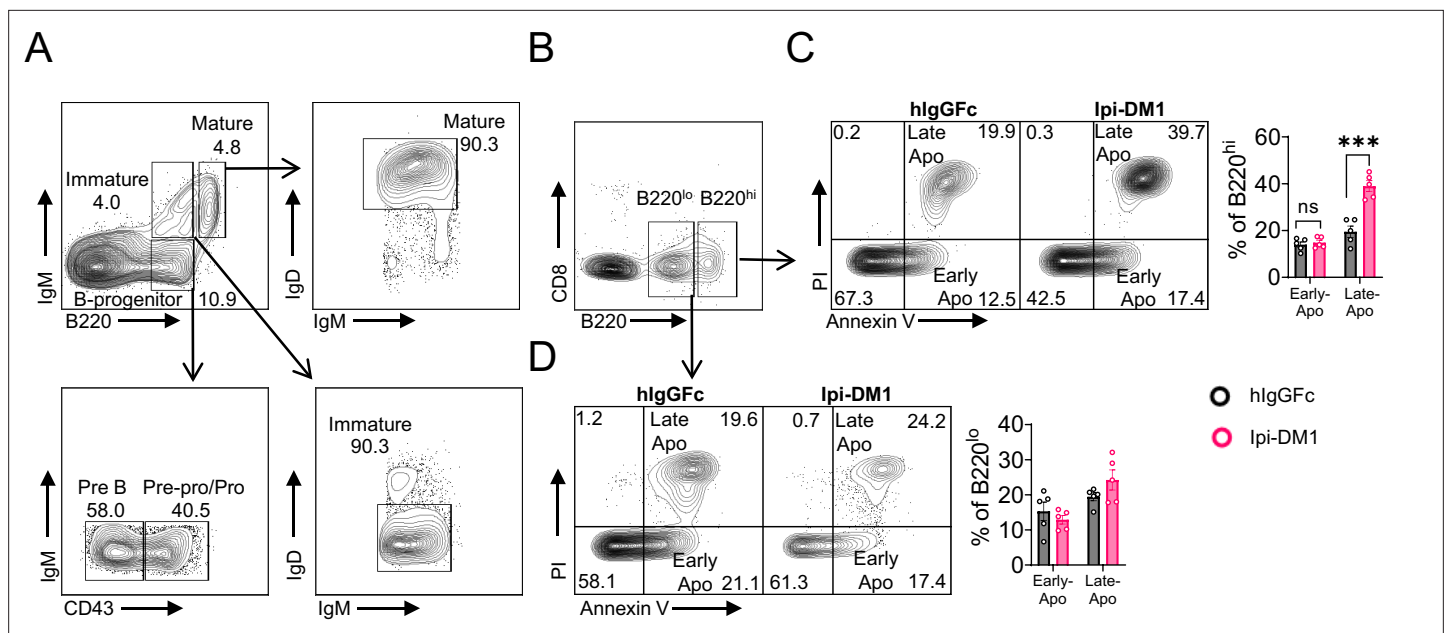 A
Mature
4.8
Immature
4.0
B-progenitor
10.9
IgM
B220
Mature
90.3
IgD
IgM
Pre B
58.0
Pre-pro/Pro
40.5
IgM
CD43
Immature
90.3
IgD
IgM
B
B220lo
B220hi
CD8
B220
C
hIgGFc
Ipi-DM1
0.2
Late
Apo
19.9
0.3
Late
Apo
39.7
67.3
Early
Apo
12.5
42.5
Early
Apo
17.4
PI
Annexin V
% of B220hi
60
40
20
0
ns
***
Early-
Apo
Late-
Apo
D
hIgGFc
Ipi-DM1
1.2
Late
Apo
19.6
0.7
Late
Apo
24.2
58.1
Early
Apo
21.1
61.3
Early
Apo
17.4
PI
Annexin V
% of B220lo
40
30
20
10
0
Early-
Apo
Late-
Apo
hIgGFc
Ipi-DM1